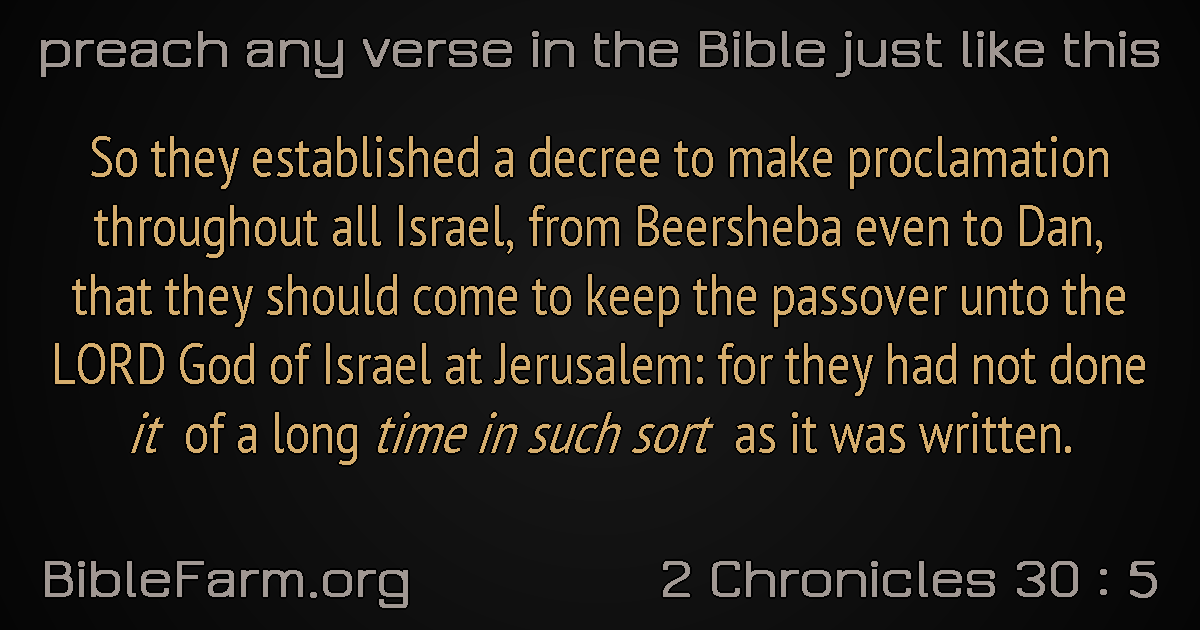 preach any verse in the Bible just like this
So they established a decree to make proclamation
throughout all Israel, from Beersheba even to Dan,
that they should come to keep the passover unto the
LORD God of Israel at Jerusalem: for they had not done
it of a long time in such sort as it was written.
BibleFarm.org
2 Chronicles 30 : 5